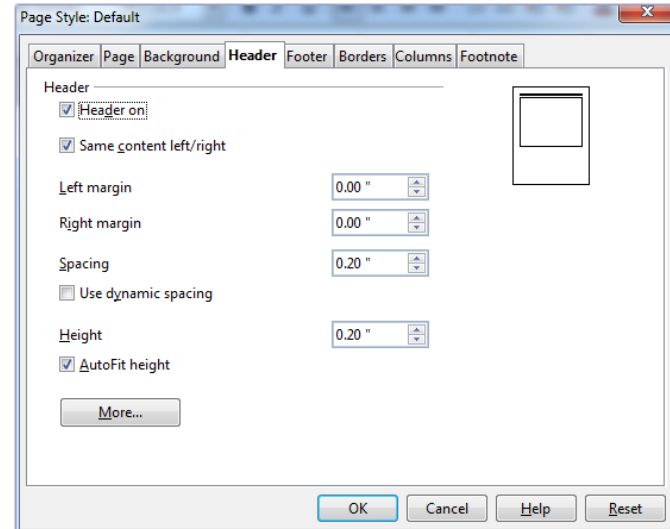 Page Style: Default
Organizer Page Background Header Footer Borders Columns Footnote
Header
Header on
Same content left/right
Left margin 0.00 "
Right margin 0.00 "
Spacing 0.20 "
Use dynamic spacing
Height 0.20 "
AutoFit height
More...
OK Cancel Help Reset